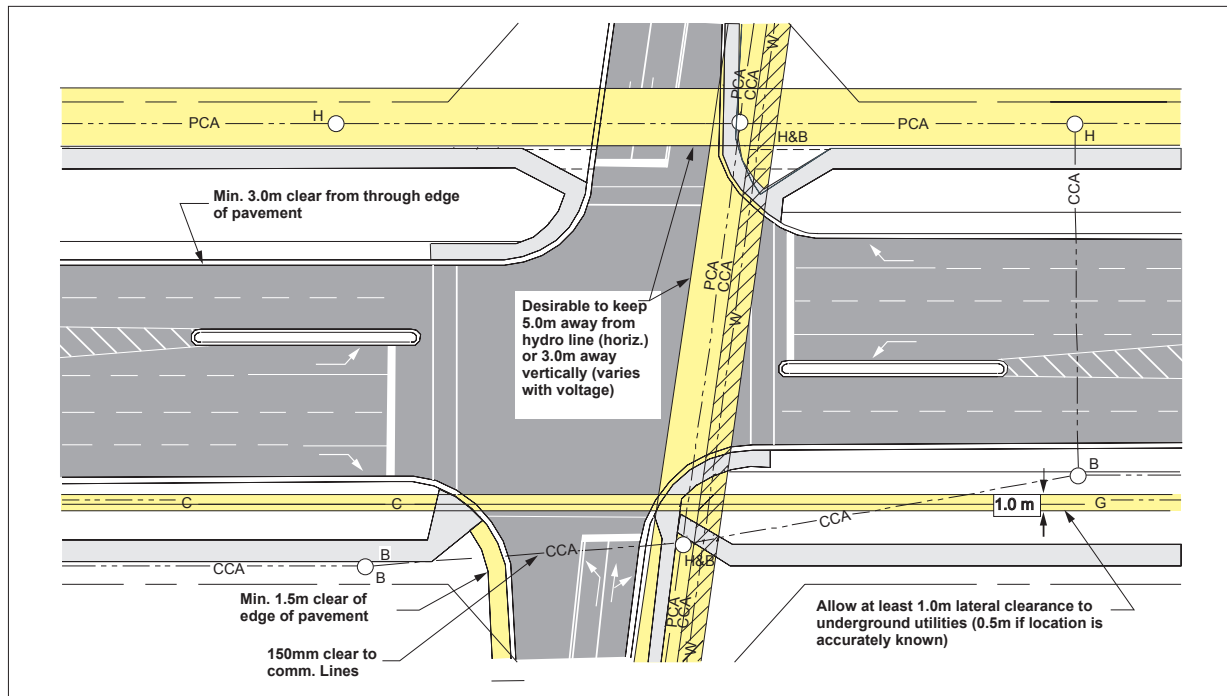 PCA
CCA
W
PCA
H
H&B
PCA
H
CCA
Min. 3.0m clear from through edge
of pavement
Desirable to keep
5.0m away from
hydro line (horiz.)
or 3.0m away
vertically (varies
with voltage)
PCA
CCA
W
B
C
C
1.0 m
G
CCA
B
CCA
H&B
CCA
B
Min. 1.5m clear of
edge of pavement
150mm clear to
comm. Lines
PCA
CCA
W
Allow at least 1.0m lateral clearance to
underground utilities (0.5m if location is
accurately known)